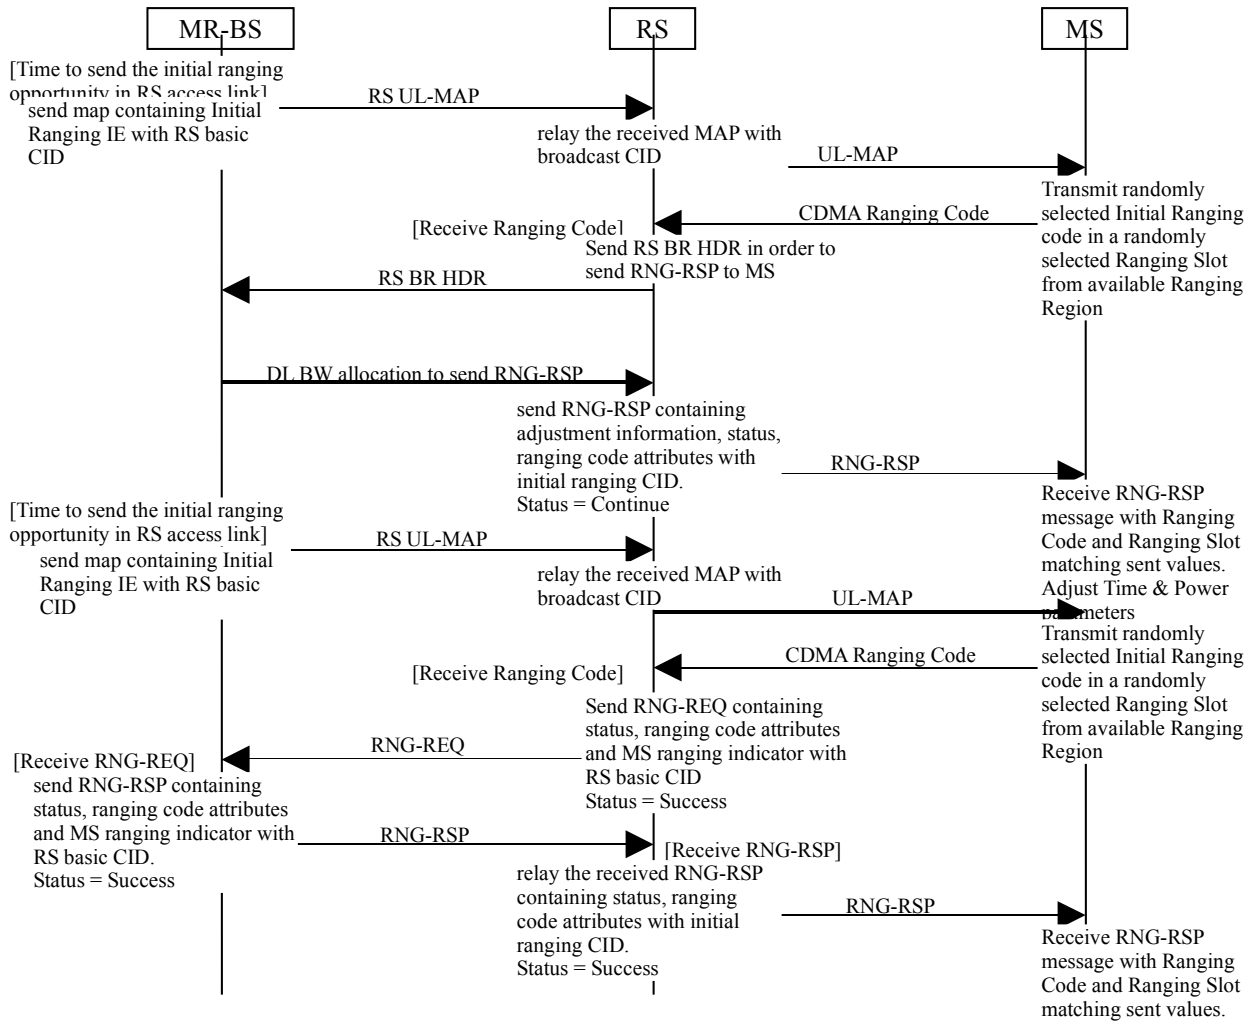 MR-BS
RS
MS
[Time to send the initial ranging
opportunity in RS access link]
send map containing Initial
Ranging IE with RS basic
CID
RS UL-MAP
relay the received MAP with
broadcast CID
UL-MAP
Transmit randomly
selected Initial Ranging
code in a randomly
selected Ranging Slot
from available Ranging
Region
CDMA Ranging Code
[Receive Ranging Code]
Send RS BR HDR in order to
send RNG-RSP to MS
RS BR HDR
DL BW allocation to send RNG-RSP
send RNG-RSP containing
adjustment information, status,
ranging code attributes with
initial ranging CID.
Status = Continue
RNG-RSP
Receive RNG-RSP
message with Ranging
Code and Ranging Slot
matching sent values.
Adjust Time & Power
parameters
[Time to send the initial ranging
opportunity in RS access link]
send map containing Initial
Ranging IE with RS basic
CID
RS UL-MAP
relay the received MAP with
broadcast CID
UL-MAP
Transmit randomly
selected Initial Ranging
code in a randomly
selected Ranging Slot
from available Ranging
Region
CDMA Ranging Code
[Receive Ranging Code]
Send RNG-REQ containing
status, ranging code attributes
and MS ranging indicator with
RS basic CID
Status = Success
RNG-REQ
[Receive RNG-REQ]
send RNG-RSP containing
status, ranging code attributes
and MS ranging indicator with
RS basic CID.
Status = Success
RNG-RSP
[Receive RNG-RSP]
relay the received RNG-RSP
containing status, ranging
code attributes with initial
ranging CID.
Status = Success
RNG-RSP
Receive RNG-RSP
message with Ranging
Code and Ranging Slot
matching sent values.